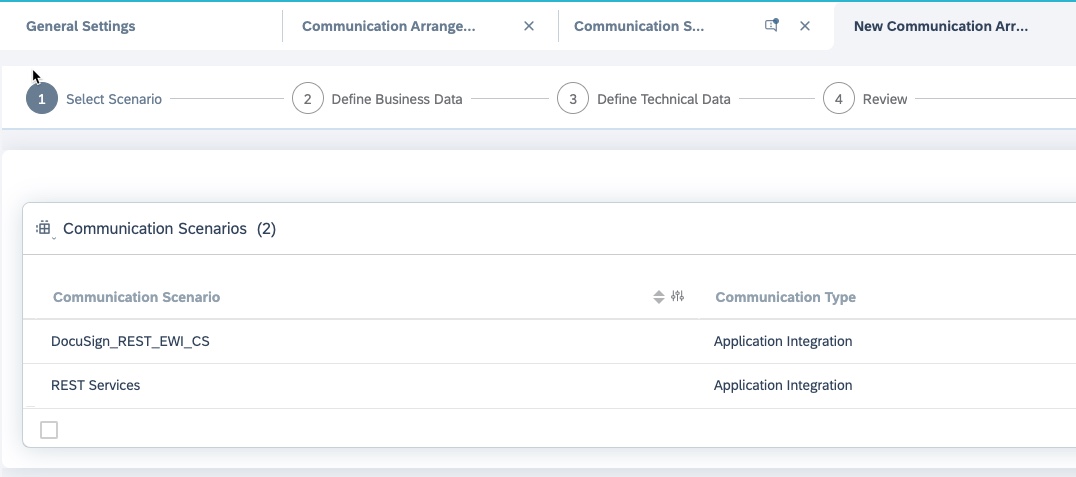 General Settings
Communication Arrange...
Communication S...
New Communication Arr...
1 Select Scenario
2 Define Business Data
3 Define Technical Data
4 Review
Communication Scenarios (2)
Communication Scenario
Communication Type
DocuSign_REST_EWI_CS
Application Integration
REST Services
Application Integration